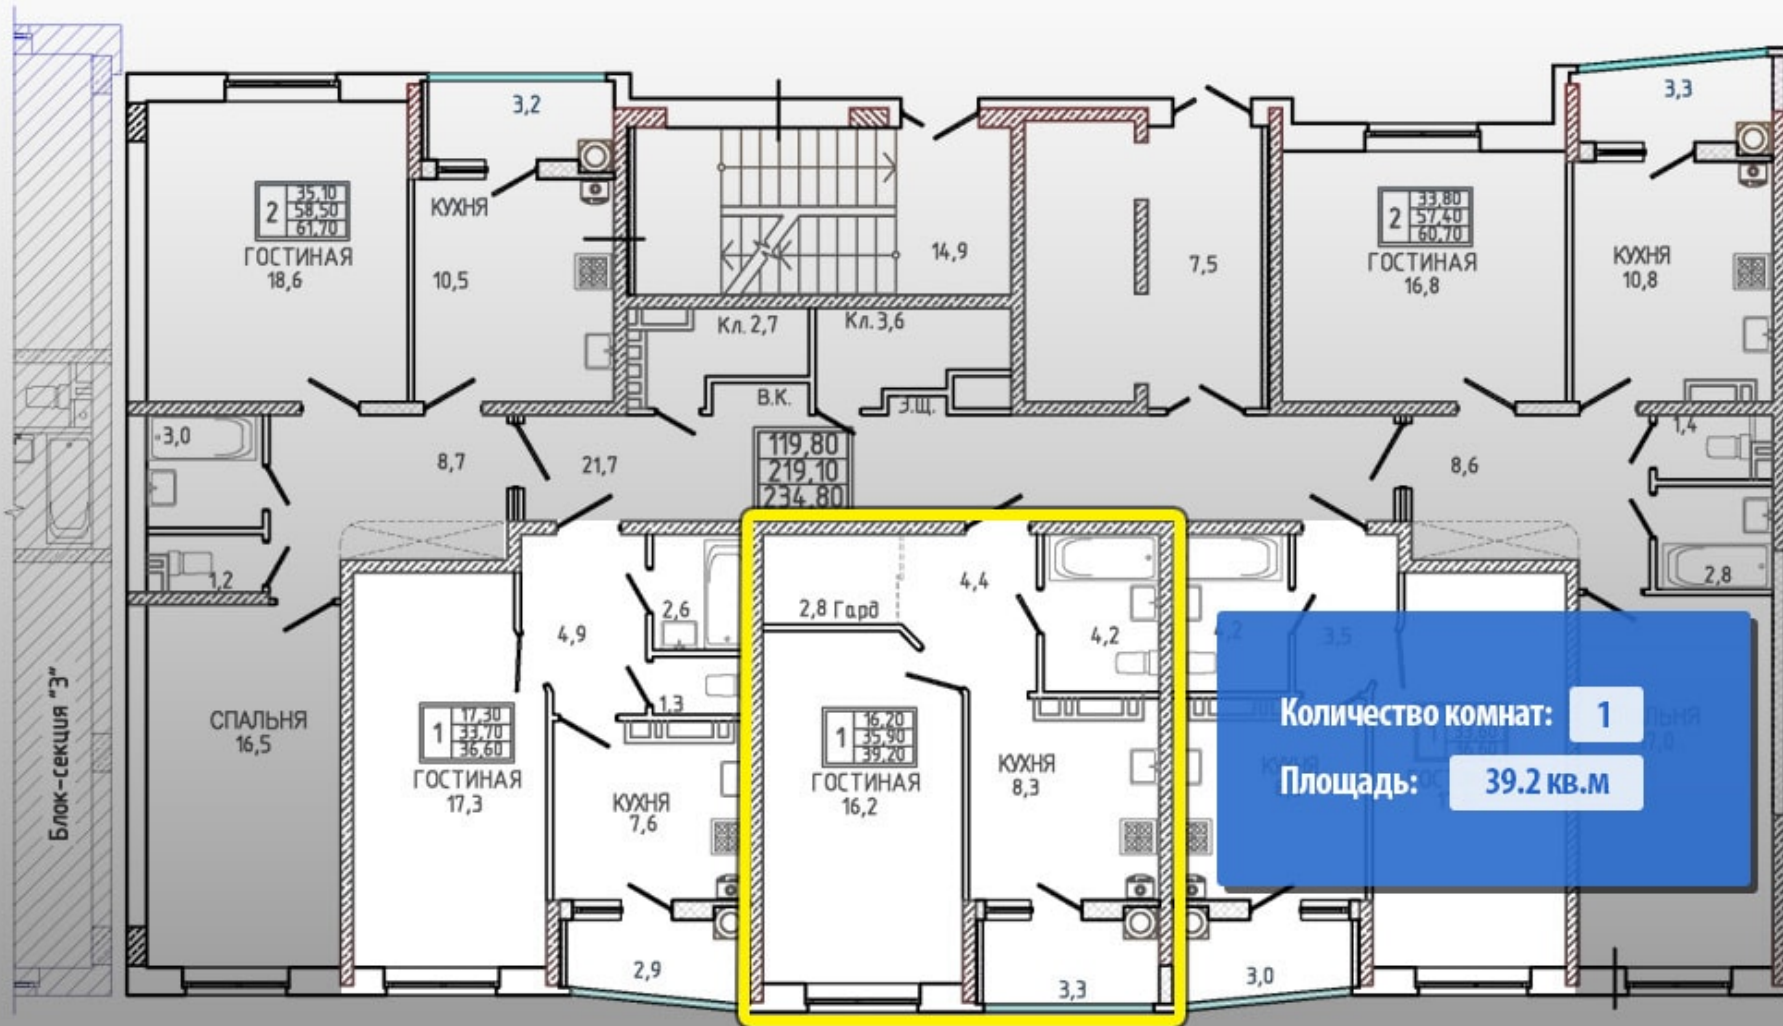 3,2
3,3
35,10
2 58,50
61,70
ГОСТИНАЯ
18,6
КУХНЯ
10,5
14,9
7,5
33,80
2 57,40
60,70
ГОСТИНАЯ
16,8
КУХНЯ
10,8
Кл. 2,7
Кл. 3,6
В.К.
Э.Щ.
3,0
8,7
21,7
119,80
219,10
234,80
8,6
1,4
1,2
2,8
4,9
2,6
1,3
2,8 Гард
4,4
4,2
4,2
3,5
Блок-секция "3"
СПАЛЬНЯ
16,5
17,30
1 33,70
36,60
ГОСТИНАЯ
17,3
КУХНЯ
7,6
16,20
1 35,90
39,20
ГОСТИНАЯ
16,2
КУХНЯ
8,3
Количество комнат: 1
Площадь: 39.2 кв.м
2,9
3,3
3,0